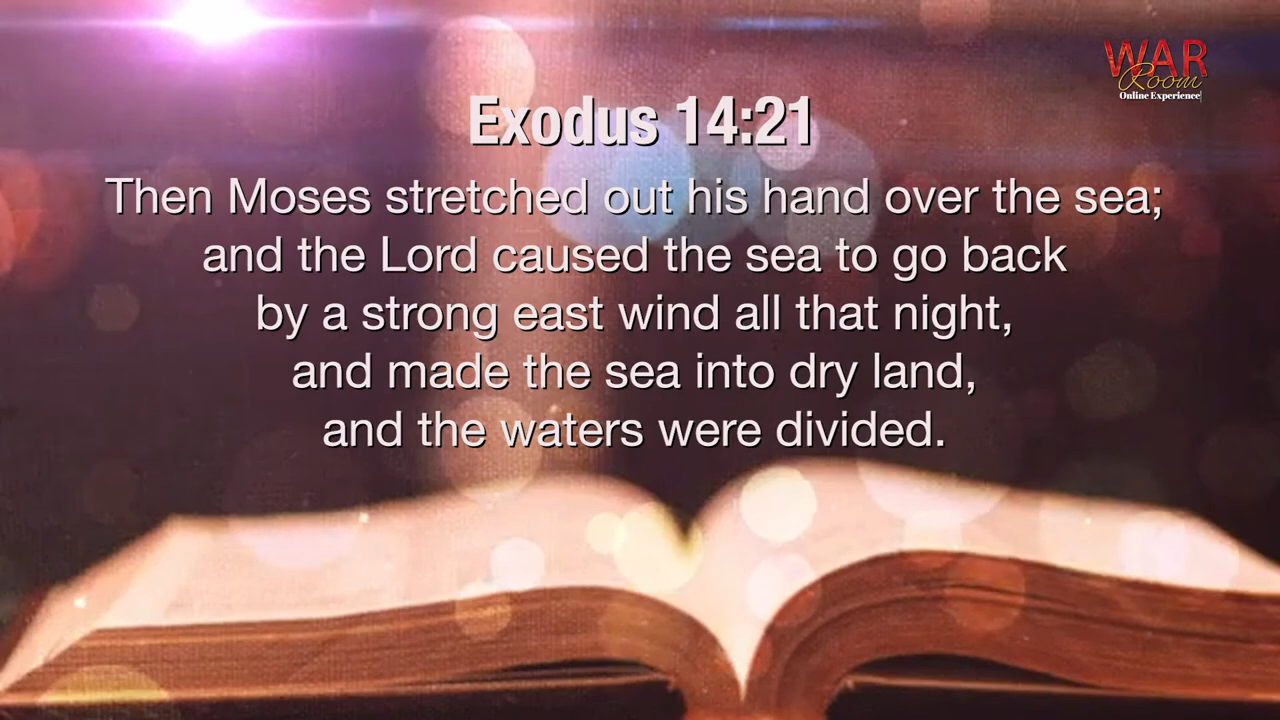 WAR
Room
Online Experience
Exodus 14:21
Then Moses stretched out his hand over the sea;
and the Lord caused the sea to go back
by a strong east wind all that night,
and made the sea into dry land,
and the waters were divided.